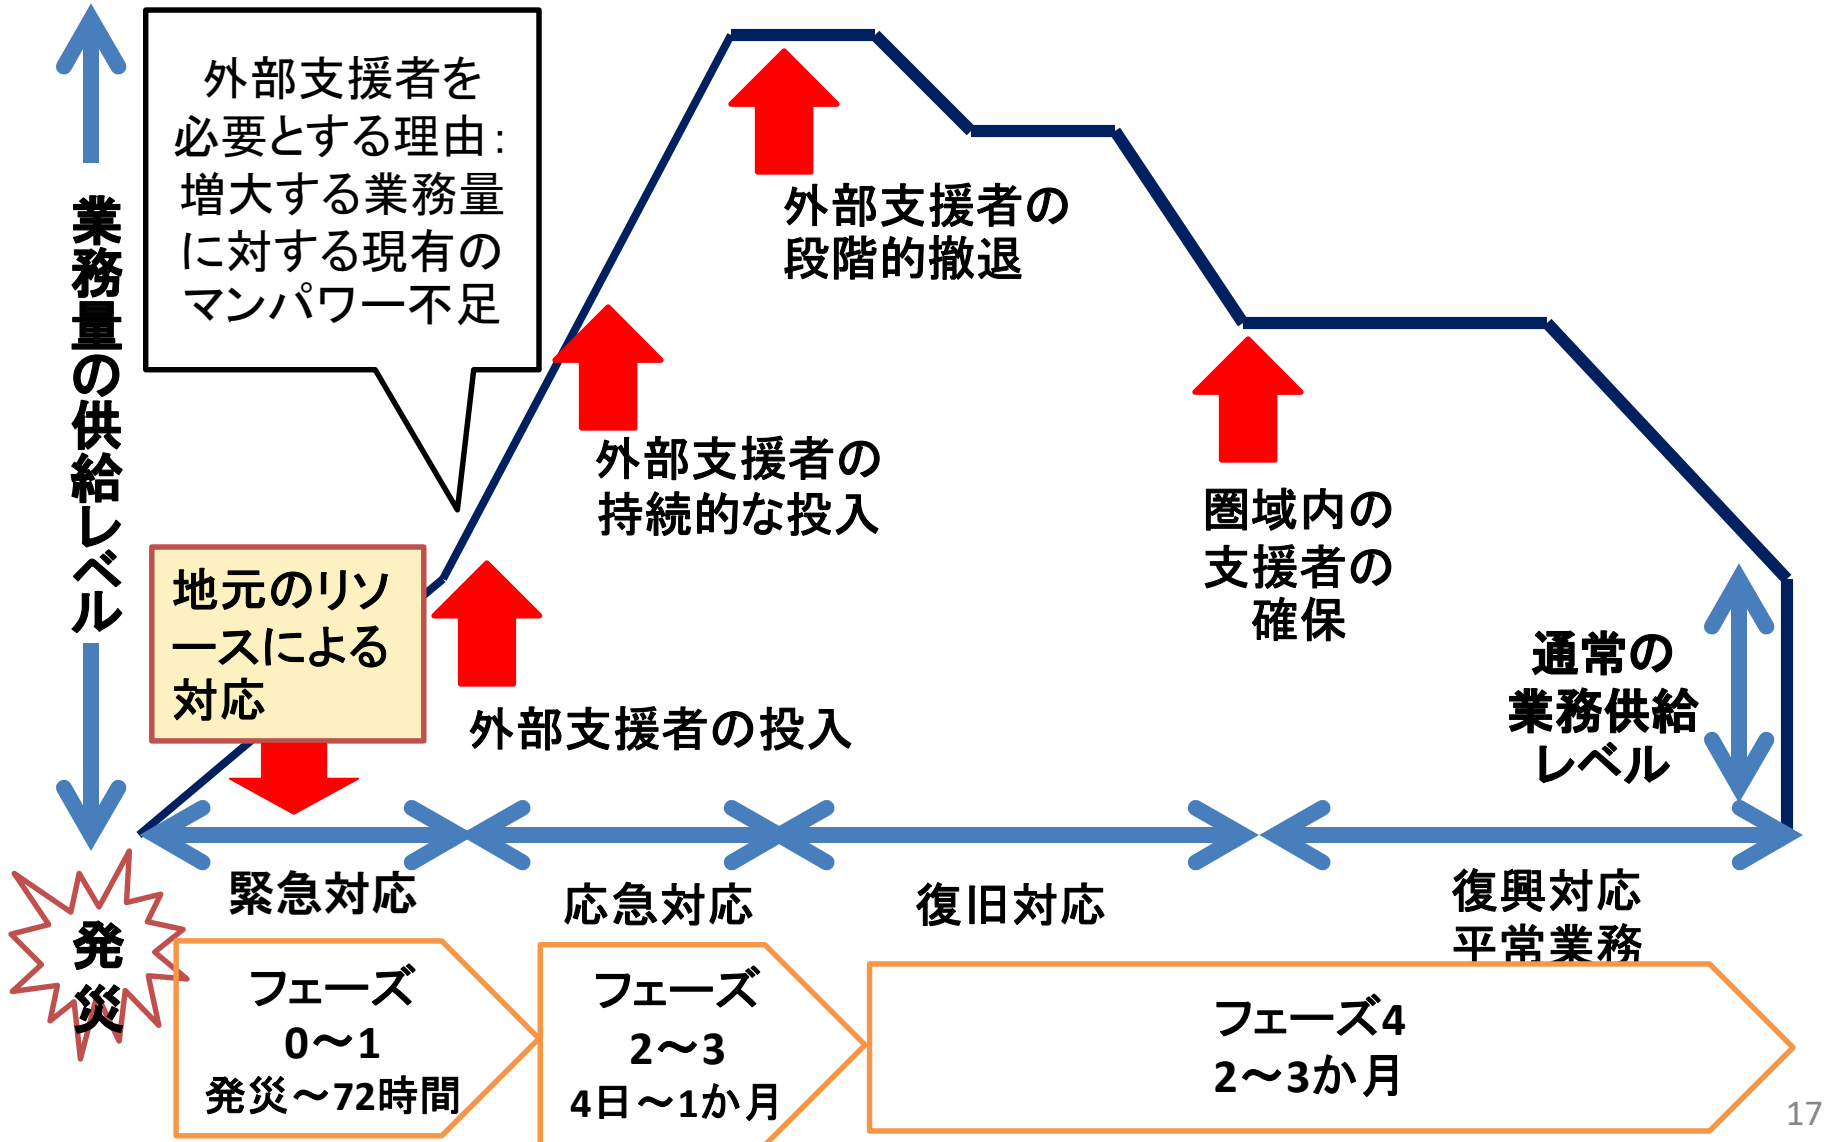 外部支援者を
必要とする理由：
増大する業務量
に対する現有の
マンパワー不足
業務量の供給レベル
外部支援者の
段階的撤退
外部支援者の
持続的な投入
圏域内の
支援者の
確保
地元のリソ
ースによる
対応
外部支援者の投入
通常の
業務供給
レベル
発
災
緊急対応
応急対応
復旧対応
復興対応
平常業務
フェーズ
0～1
発災～72時間
フェーズ
2～3
4日～1か月
フェーズ4
2～3か月
17